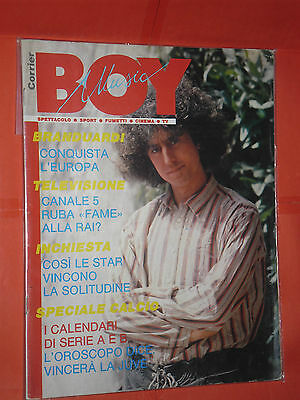 Corrier
BOY
Music
SPETTACOLO ● SPORT ● FUMETTI ● CINEMA ● TV
BRANDUARDI
CONQUISTA
L'EUROPA
TELEVISIONE
CANALE 5
RUBA «FAME»
ALLA RAI?
INCHIESTA
COSÌ LE STAR
VINCONO
LA SOLITUDINE
SPECIALE CALCIO
I CALENDARI
DI SERIE A E B
L'OROSCOPO
VINCERÀ LA JUVE